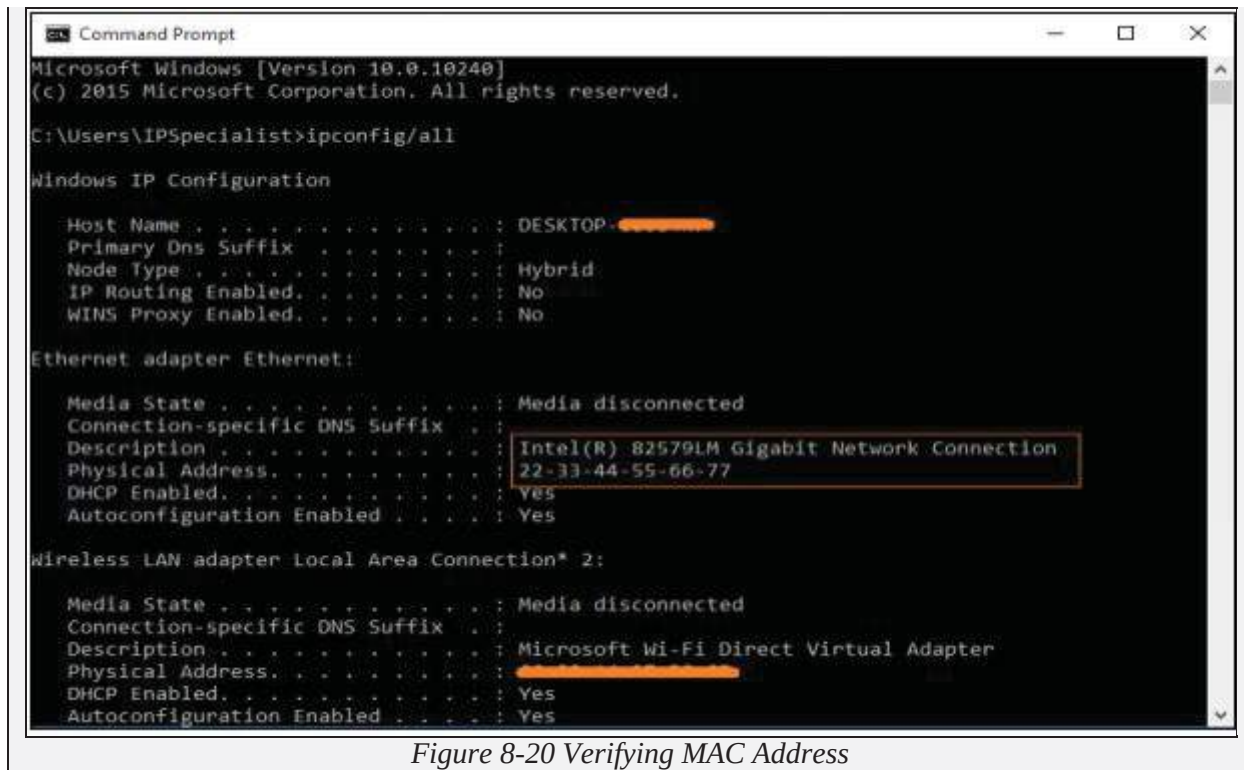 Command Prompt
Microsoft Windows [Version 10.0.10240]
(c) 2015 Microsoft Corporation. All rights reserved.
C:\Users\IPSpecialist>ipconfig/all
Windows IP Configuration
Host Name . . . . . . . . . . . . : DESKTOP-
Primary Dns Suffix . . . . . . . :
Node Type . . . . . . . . . . . . : Hybrid
IP Routing Enabled. . . . . . . . : No
WINS Proxy Enabled. . . . . . . . : No
Ethernet adapter Ethernet:
Media State . . . . . . . . . . . : Media disconnected
Connection-specific DNS Suffix . :
Description . . . . . . . . . . . : Intel(R) 82579LM Gigabit Network Connection
Physical Address. . . . . . . . . : 22-33-44-55-66-77
DHCP Enabled. . . . . . . . . . . : Yes
Autoconfiguration Enabled . . . . : Yes
Wireless LAN adapter Local Area Connection* 2:
Media State . . . . . . . . . . . : Media disconnected
Connection-specific DNS Suffix . :
Description . . . . . . . . . . . : Microsoft Wi-Fi Direct Virtual Adapter
Physical Address. . . . . . . . . :
DHCP Enabled. . . . . . . . . . . : Yes
Autoconfiguration Enabled . . . . : Yes
Figure 8-20 Verifying MAC Address